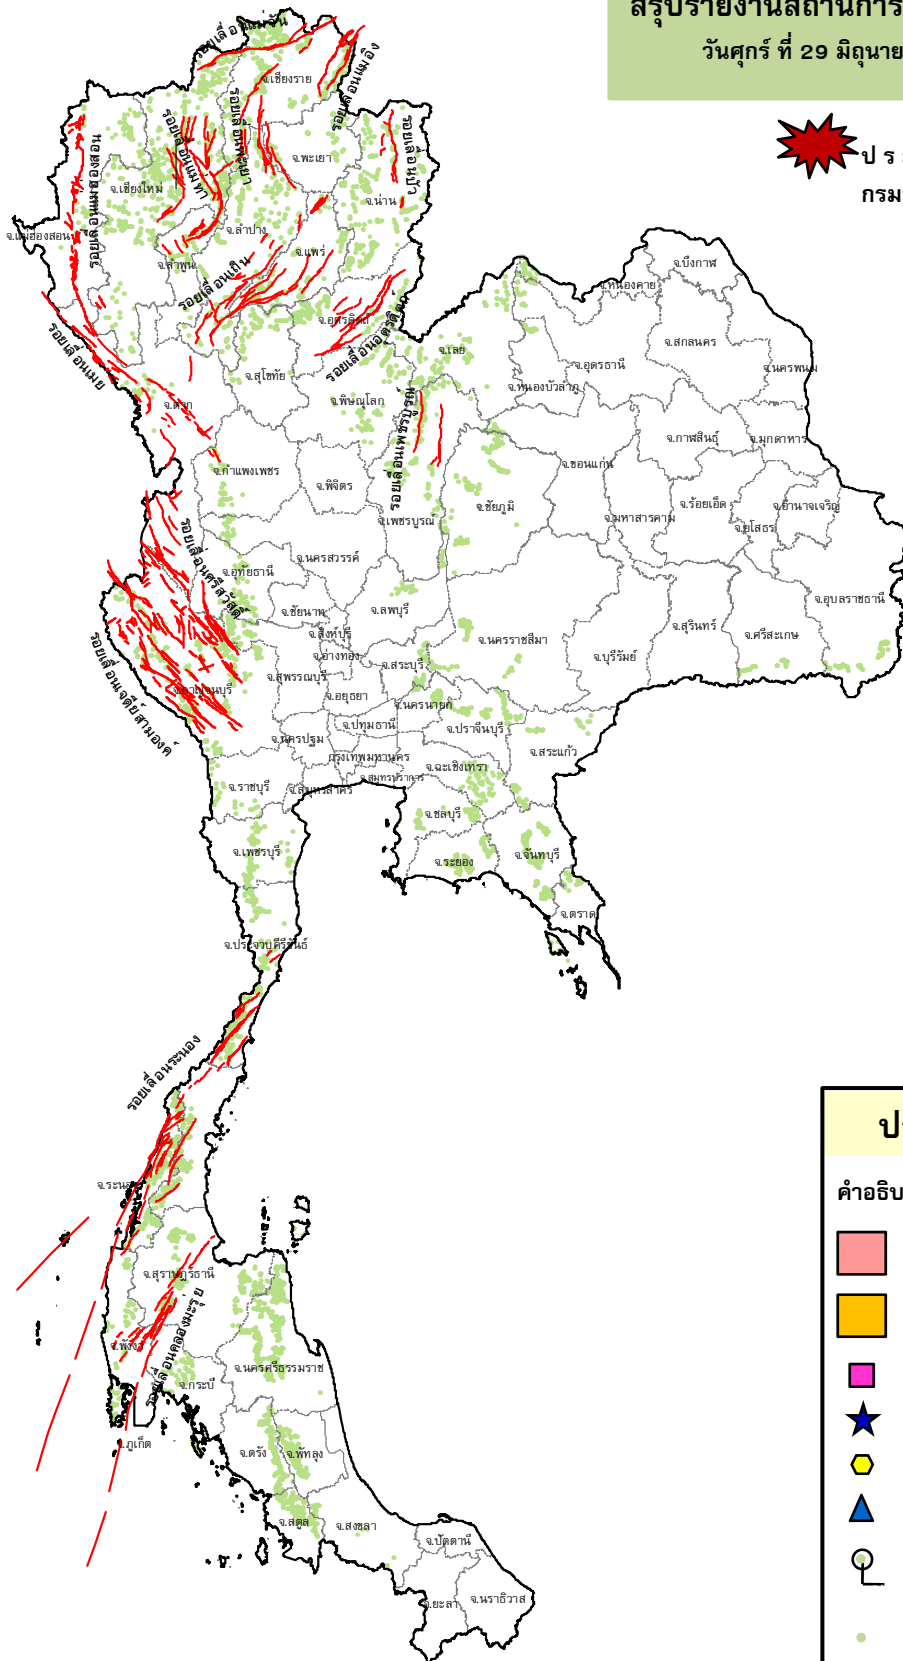 สรุปรายงานสถานการ
วันศุกร์ ที่ 29 มิถุนาย
ป ร ะ
กรม
รอยเลื่อนแม่จัน
รอยเลื่อนแม่อิง
จ.เชียงราย
รอยเลื่อนพะเยา
รอยเลื่อนแม่ทา
รอยเลื่อนปัว
รอยเลื่อนแม่ฮ่องสอน
จ.พะเยา
จ.เชียงใหม่
จ.น่าน
จ.แม่ฮ่องสอน
จ.ลำปาง
จ.แพร่
จ.ลำพูน
รอยเลื่อนเถิน
จ.อุตรดิตถ์
รอยเลื่อนอุตรดิตถ์
รอยเลื่อนเมย
จ.บึงกาฬ
จ.หนองคาย
จ.เลย
จ.สกลนคร
จ.นครพนม
จ.อุดรธานี
จ.หนองบัวลำภู
จ.สุโขทัย
จ.ตาก
จ.พิษณุโลก
รอยเลื่อนเพชรบูรณ์
จ.กาฬสินธุ์
จ.มุกดาหาร
จ.ขอนแก่น
จ.กำแพงเพชร
จ.พิจิตร
จ.เพชรบูรณ์
จ.ชัยภูมิ
จ.มหาสารคาม
จ.ร้อยเอ็ด
จ.ยโสธร
จ.อำนาจเจริญ
รอยเลื่อนศรีสวัสดิ์
จ.นครสวรรค์
จ.อุทัยธานี
จ.ชัยนาท
จ.ลพบุรี
จ.อุบลราชธานี
จ.สิงห์บุรี
จ.นครราชสีมา
จ.สุรินทร์
จ.ศรีสะเกษ
จ.บุรีรัมย์
จ.อ่างทอง
จ.สระบุรี
จ.สุพรรณบุรี
จ.อยุธยา
จ.นครนายก
จ.กาญจนบุรี
รอยเลื่อนเจดีย์สามองค์
จ.ปทุมธานี
จ.ปราจีนบุรี
จ.นครปฐม
จ.สระแก้ว
กรุงเทพมหานคร
จ.ฉะเชิงเทรา
จ.สมุทรปราการ
จ.ราชบุรี
จ.สมุทรสาคร
จ.ชลบุรี
จ.เพชรบุรี
จ.ระยอง
จ.จันทบุรี
จ.ตราด
จ.ประจวบคีรีขันธ์
รอยเลื่อนระนอง
จ.ระนอง
จ.สุราษฎร์ธานี
จ.พังงา
รอยเลื่อนคลองมะรุ่ย
จ.นครศรีธรรมราช
จ.กระบี่
จ.ภูเก็ต
จ.ตรัง
จ.พัทลุง
จ.สตูล
จ.สงขลา
จ.ปัตตานี
จ.ยะลา
จ.นราธิวาส
คำอธิบ